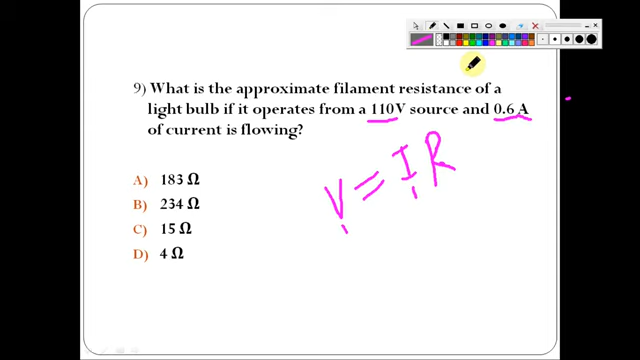 9) What is the approximate filament resistance of a
light bulb if it operates from a 110V source and 0.6 A
of current is flowing?
V = I R
A) 183 Ω
B) 234 Ω
C) 15 Ω
D) 4 Ω